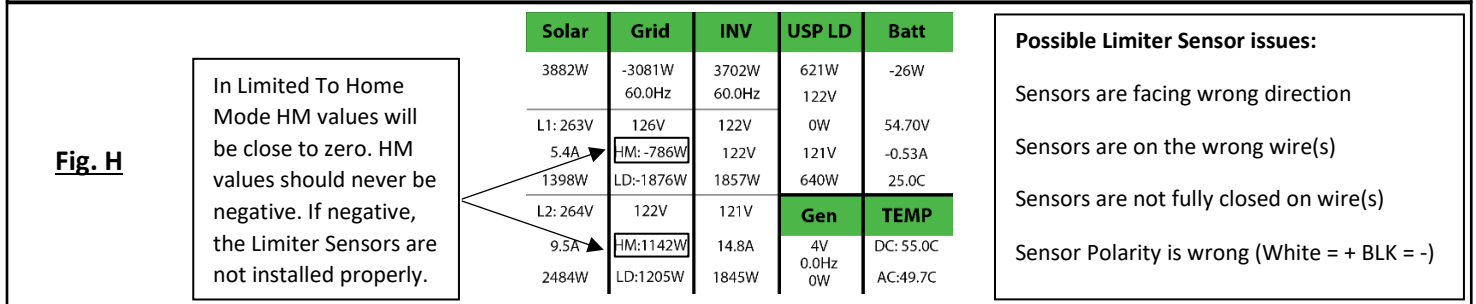 Fig. H
In Limited To Home
Mode HM values will
be close to zero. HM
values should never be
negative. If negative,
the Limiter Sensors are
not installed properly.
Solar Grid INV USP LD Batt
3882W -3081W 3702W 621W -26W
60.0Hz 60.0Hz 122V
L1: 263V 126V 122V 0W 54.70V
5.4A HM: -786W 122V 121V -0.53A
1398W LD:-1876W 1857W 640W 25.0C
L2: 264V 122V 121V Gen TEMP
9.5A HM:1142W 14.8A 4V DC: 55.0C
0.0Hz
2484W LD:1205W 1845W 0W AC:49.7C
Possible Limiter Sensor issues:
Sensors are facing wrong direction
Sensors are on the wrong wire(s)
Sensors are not fully closed on wire(s)
Sensor Polarity is wrong (White = + BLK = -)